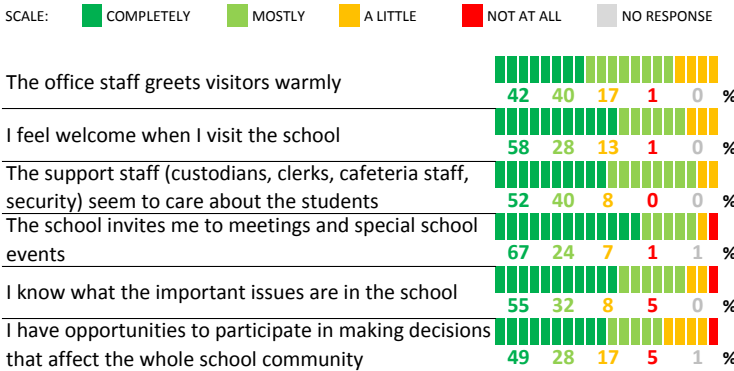 SCALE: COMPLETELY MOSTLY A LITTLE NOT AT ALL NO RESPONSE
The office staff greets visitors warmly
42 40 17 1 0 %
I feel welcome when I visit the school
58 28 13 1 0 %
The support staff (custodians, clerks, cafeteria staff,
security) seem to care about the students
52 40 8 0 0 %
The school invites me to meetings and special school
events
67 24 7 1 1 %
I know what the important issues are in the school
55 32 8 5 0 %
I have opportunities to participate in making decisions
that affect the whole school community
49 28 17 5 1 %